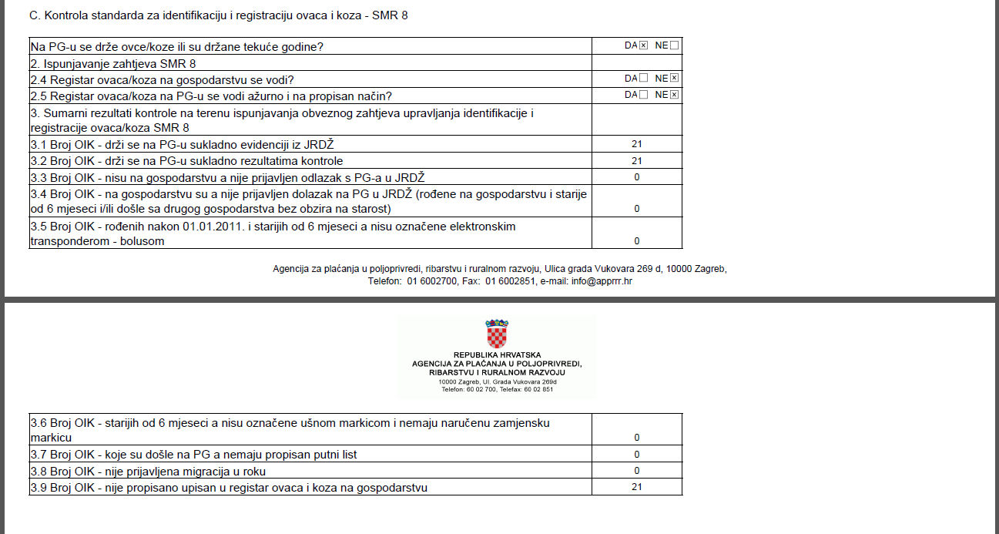 C. Kontrola standarda za identifikaciju i registraciju ovaca i koza - SMR 8
Na PG-u se drže ovce/koze ili su držane tekuće godine? DA☒ NE☐
2. Ispunjavanje zahtjeva SMR 8
2.4 Registar ovaca/koza na gospodarstvu se vodi? DA☐ NE☒
2.5 Registar ovaca/koza na PG-u se vodi ažurno i na propisan način? DA☐ NE☒
3. Sumarni rezultati kontrole na terenu ispunjavanja obveznog zahtjeva upravljanja identifikacije i
registracije ovaca/koza SMR 8
3.1 Broj OIK - drži se na PG-u sukladno evidenciji iz JRDŽ 21
3.2 Broj OIK - drži se na PG-u sukladno rezultatima kontrole 21
3.3 Broj OIK - nisu na gospodarstvu a nije prijavljen odlazak s PG-a u JRDŽ 0
3.4 Broj OIK - na gospodarstvu su a nije prijavljen dolazak na PG u JRDŽ (rođene na gospodarstvu i starije
od 6 mjeseci i/ili došle sa drugog gospodarstva bez obzira na starost) 0
3.5 Broj OIK - rođenih nakon 01.01.2011. i starijih od 6 mjeseci a nisu označene elektronskim
transponderom - bolusom 0
Agencija za plaćanja u poljoprivredi, ribarstvu i ruralnom razvoju, Ulica grada Vukovara 269 d, 10000 Zagreb,
Telefon: 01 6002700, Fax: 01 6002851, e-mail: info@apprrr.hr
REPUBLIKA HRVATSKA
AGENCIJA ZA PLAĆANJA U POLJOPRIVREDI,
RIBARSTVU I RURALNOM RAZVOJU
10000 Zagreb, Ul. Grada Vukovara 269d
Telefon: 60 02 700, Telefax: 60 02 851
3.6 Broj OIK - starijih od 6 mjeseci a nisu označene ušnom markicom i nemaju naručenu zamjensku
markicu 0
3.7 Broj OIK - koje su došle na PG a nemaju propisan putni list 0
3.8 Broj OIK - nije prijavljena migracija u roku 0
3.9 Broj OIK - nije propisano upisan u registar ovaca i koza na gospodarstvu 21